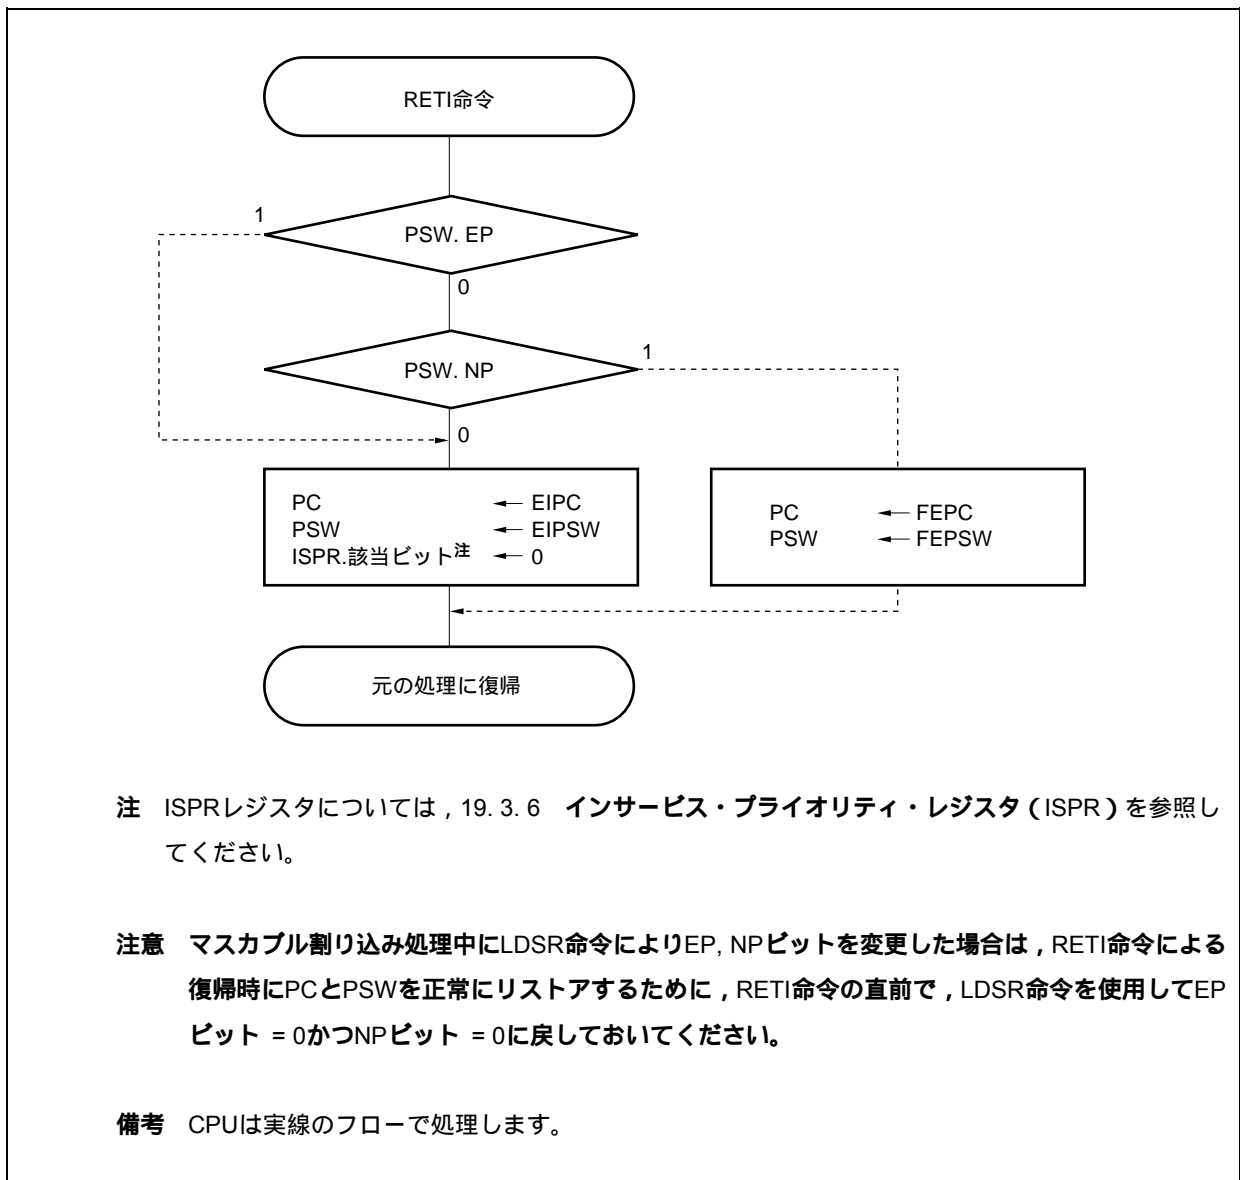 RETI命令
1
PSW. EP
0
1
PSW. NP
0
PC ← EIPC
PSW ← EIPSW
ISPR.該当ビット注 ← 0
PC ← FEPC
PSW ← FEPSW
元の処理に復帰
注 ISPRレジスタについては，19. 3. 6 インサービス・プライオリティ・レジスタ（ISPR）を参照し
てください。
注意 マスカブル割り込み処理中にLDSR命令によりEP, NPビットを変更した場合は，RETI命令による
復帰時にPCとPSWを正常にリストアするために，RETI命令の直前で，LDSR命令を使用してEP
ビット = 0かつNPビット = 0に戻しておいてください。
備考 CPUは実線のフローで処理します。